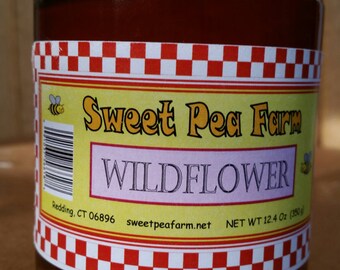 Sweet Pea Farm
WILDFLOWER
Redding, CT 06896 sweetpeafarm.net NET WT 12.4 Oz (350 g)